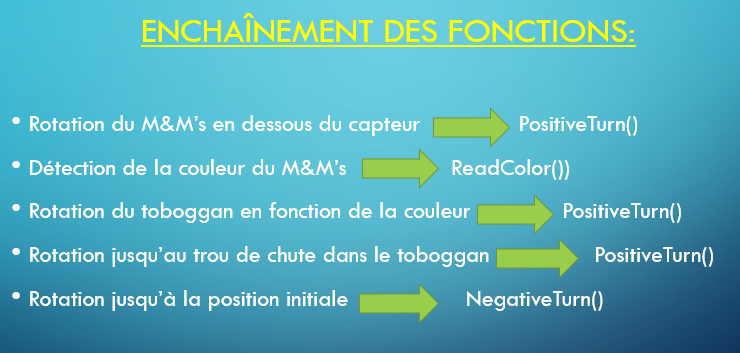 ENCHAÎNEMENT DES FONCTIONS:
• Rotation du M&M's en dessous du capteur PositiveTurn()
• Détection de la couleur du M&M's ReadColor())
• Rotation du toboggan en fonction de la couleur PositiveTurn()
• Rotation jusqu'au trou de chute dans le toboggan PositiveTurn()
• Rotation jusqu'à la position initiale NegativeTurn()